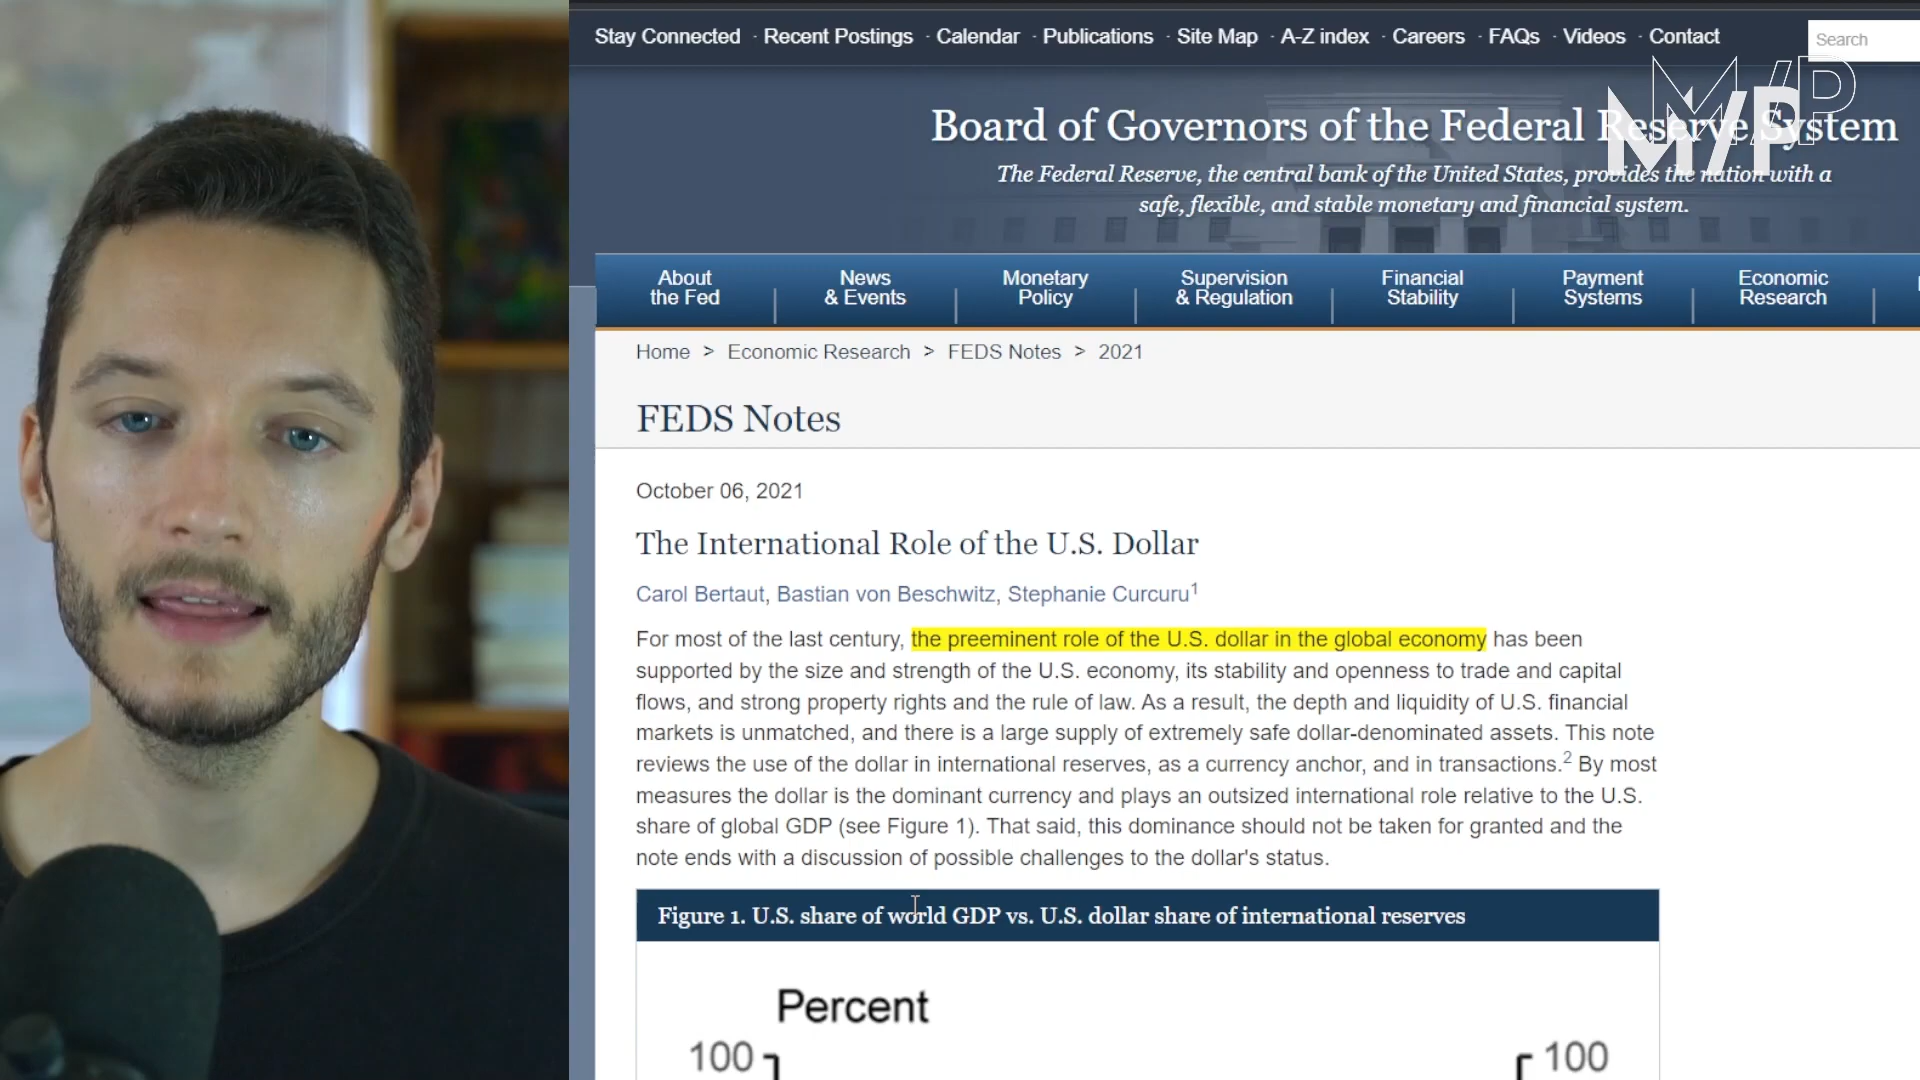 Stay Connected · Recent Postings · Calendar · Publications · Site Map · A-Z index · Careers · FAQs · Videos · Contact
Search
M/P
Board of Governors of the Federal Reserve System
The Federal Reserve, the central bank of the United States, provides the nation with a
safe, flexible, and stable monetary and financial system.
About
the Fed
News
& Events
Monetary
Policy
Supervision
& Regulation
Financial
Stability
Payment
Systems
Economic
Research
Home > Economic Research > FEDS Notes > 2021
FEDS Notes
October 06, 2021
The International Role of the U.S. Dollar
Carol Bertaut, Bastian von Beschwitz, Stephanie Curcuru1
For most of the last century, the preeminent role of the U.S. dollar in the global economy has been
supported by the size and strength of the U.S. economy, its stability and openness to trade and capital
flows, and strong property rights and the rule of law. As a result, the depth and liquidity of U.S. financial
markets is unmatched, and there is a large supply of extremely safe dollar-denominated assets. This note
reviews the use of the dollar in international reserves, as a currency anchor, and in transactions.2 By most
measures the dollar is the dominant currency and plays an outsized international role relative to the U.S.
share of global GDP (see Figure 1). That said, this dominance should not be taken for granted and the
note ends with a discussion of possible challenges to the dollar's status.
Figure 1. U.S. share of world GDP vs. U.S. dollar share of international reserves
Percent
100 100